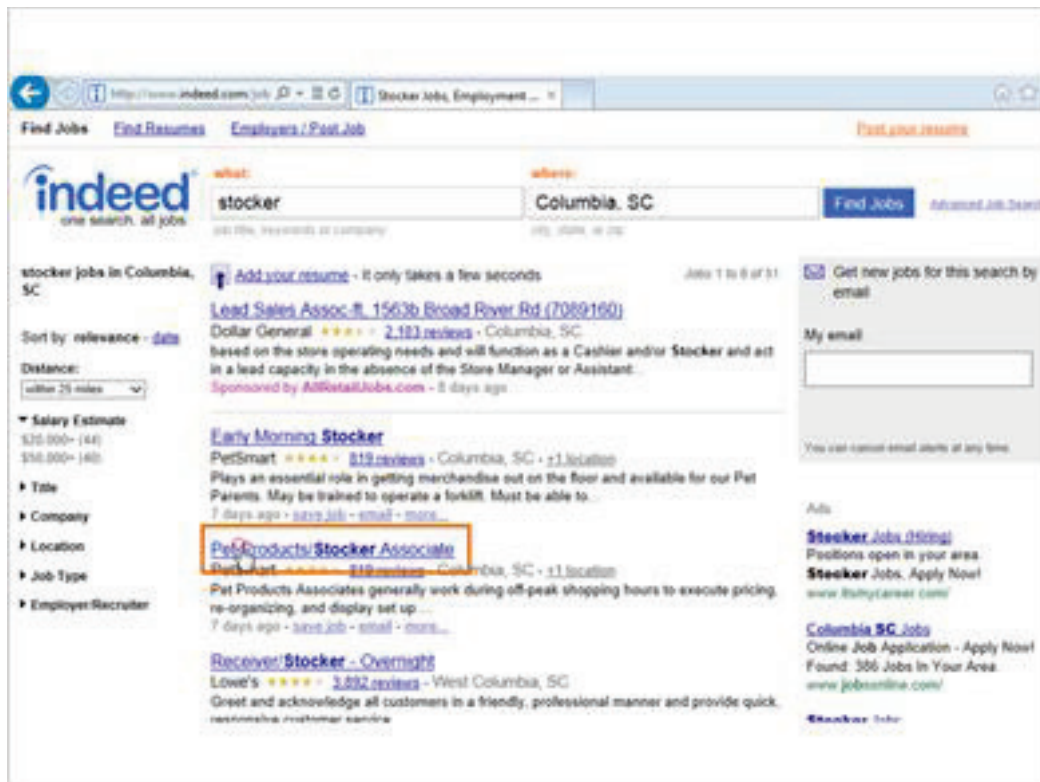 http://www.indeed.com/job
Stocker Jobs, Employment ...
Find Jobs Find Resumes Employers / Post Job Post your resume
indeed
one search. all jobs
what:
where:
stocker
Columbia, SC
Find Jobs
Advanced Job Search
job title, keywords or company
city, state, or zip
stocker jobs in Columbia, SC
Sort by: relevance - date
Distance:
within 25 miles
Salary Estimate
$20,000+ (44)
$50,000+ (40)
Title
Company
Location
Job Type
Employer/Recruiter
Add your resume - It only takes a few seconds
Jobs 1 to 8 of 51
Lead Sales Assoc-ft. 1563b Broad River Rd (7089160)
Dollar General 2,183 reviews - Columbia, SC
based on the store operating needs and will function as a Cashier and/or Stocker and act
in a lead capacity in the absence of the Store Manager or Assistant
Sponsored by AllRetailJobs.com - 8 days ago
Early Morning Stocker
PetSmart 819 reviews - Columbia, SC - +1 location
Plays an essential role in getting merchandise out on the floor and available for our Pet
Parents. May be trained to operate a forklift. Must be able to...
7 days ago - save job - email - more...
Pet Products/Stocker Associate
PetSmart 819 reviews - Columbia, SC - +1 location
Pet Products Associates generally work during off-peak shopping hours to execute pricing,
re-organizing, and display set up ...
7 days ago - save job - email - more...
Receiver/Stocker - Overnight
Lowe's 3,892 reviews - West Columbia, SC
Greet and acknowledge all customers in a friendly, professional manner and provide quick,
responsive customer service
Get new jobs for this search by
email
My email:
You can cancel email alerts at any time.
Ads
Stocker Jobs (Hiring)
Positions open in your area
Stocker Jobs, Apply Now!
www.itsmycareer.com/
Columbia SC Jobs
Online Job Application - Apply Now!
Found: 386 Jobs In Your Area
www.jobsonline.com/
Stocker Jobs